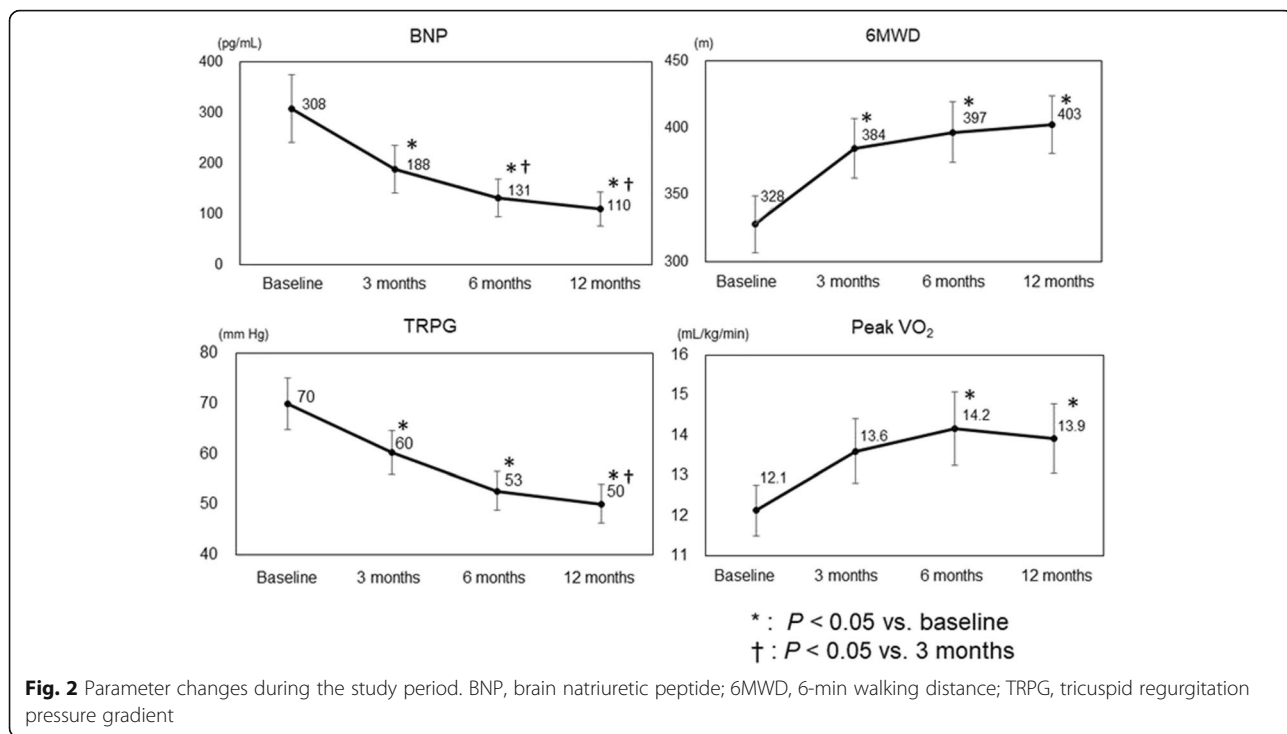 BNP
(pg/mL)
400
300
200
100
0
308
*
188
* †
131
* †
110
Baseline 3 months 6 months 12 months
6MWD
(m)
450
400
350
300
328
*
384
*
397
*
403
Baseline 3 months 6 months 12 months
TRPG
(mm Hg)
80
70
60
50
40
70
*
60
*
53
* †
50
Baseline 3 months 6 months 12 months
Peak VO₂
(mL/kg/min)
16
15
14
13
12
11
12.1
13.6
*
14.2
*
13.9
Baseline 3 months 6 months 12 months
* : P < 0.05 vs. baseline
† : P < 0.05 vs. 3 months
Fig. 2 Parameter changes during the study period. BNP, brain natriuretic peptide; 6MWD, 6-min walking distance; TRPG, tricuspid regurgitation
pressure gradient